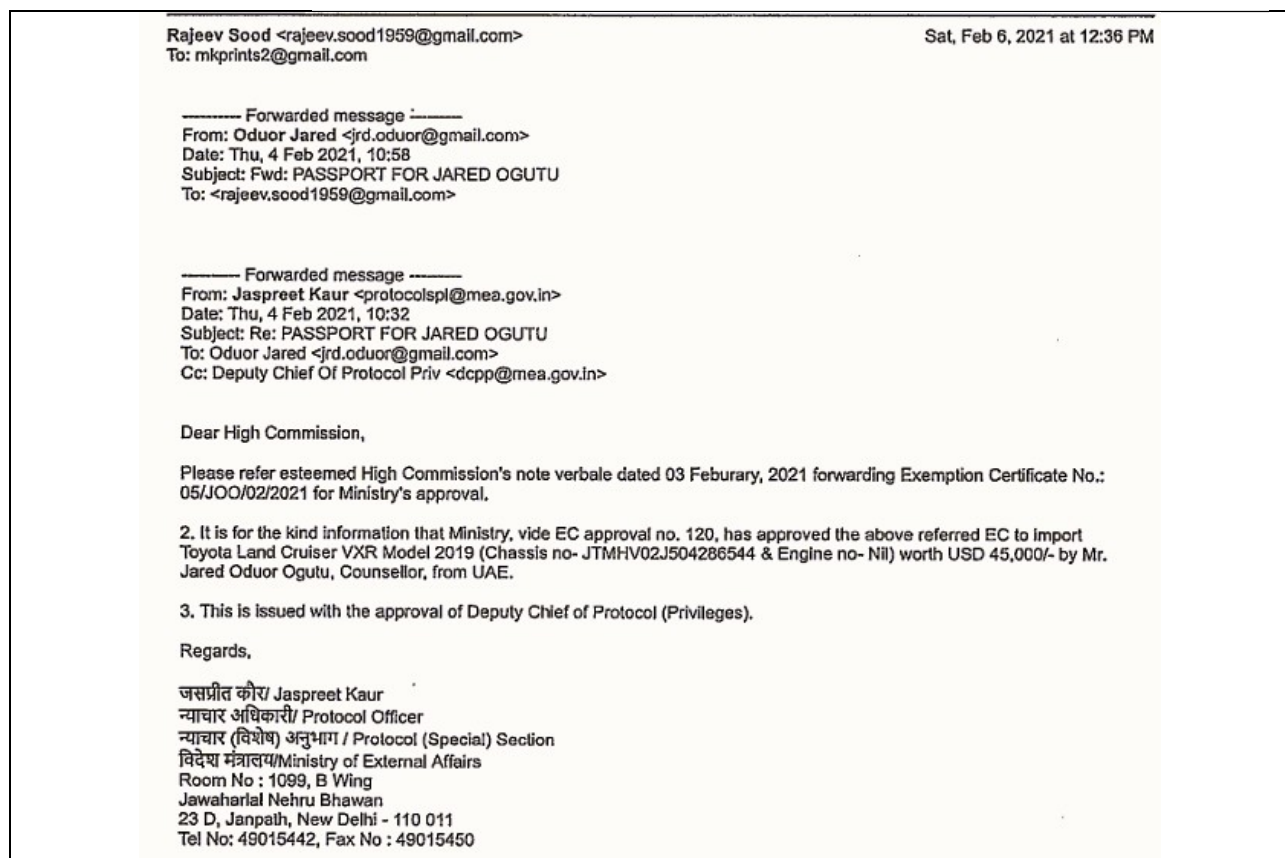 Rajeev Sood <rajeev.sood1959@gmail.com>
Sat, Feb 6, 2021 at 12:36 PM
To: mkprints2@gmail.com
---------- Forwarded message ---------
From: Oduor Jared <jrd.oduor@gmail.com>
Date: Thu, 4 Feb 2021, 10:58
Subject: Fwd: PASSPORT FOR JARED OGUTU
To: <rajeev.sood1959@gmail.com>
---------- Forwarded message ---------
From: Jaspreet Kaur <protocolspl@mea.gov.in>
Date: Thu, 4 Feb 2021, 10:32
Subject: Re: PASSPORT FOR JARED OGUTU
To: Oduor Jared <jrd.oduor@gmail.com>
Cc: Deputy Chief Of Protocol Priv <dcpp@mea.gov.in>
Dear High Commission,
Please refer esteemed High Commission's note verbale dated 03 Feburary, 2021 forwarding Exemption Certificate No.:
05/JOO/02/2021 for Ministry's approval.
2. It is for the kind information that Ministry, vide EC approval no. 120, has approved the above referred EC to import
Toyota Land Cruiser VXR Model 2019 (Chassis no- JTMHV02J504286544 & Engine no- Nil) worth USD 45,000/- by Mr.
Jared Oduor Ogutu, Counsellor, from UAE.
3. This is issued with the approval of Deputy Chief of Protocol (Privileges).
Regards,
जसप्रीत कौर/ Jaspreet Kaur
न्याचार अधिकारी/ Protocol Officer
न्याचार (विशेष) अनुभाग / Protocol (Special) Section
विदेश मंत्रालय/Ministry of External Affairs
Room No : 1099, B Wing
Jawaharlal Nehru Bhawan
23 D, Janpath, New Delhi - 110 011
Tel No: 49015442, Fax No : 49015450